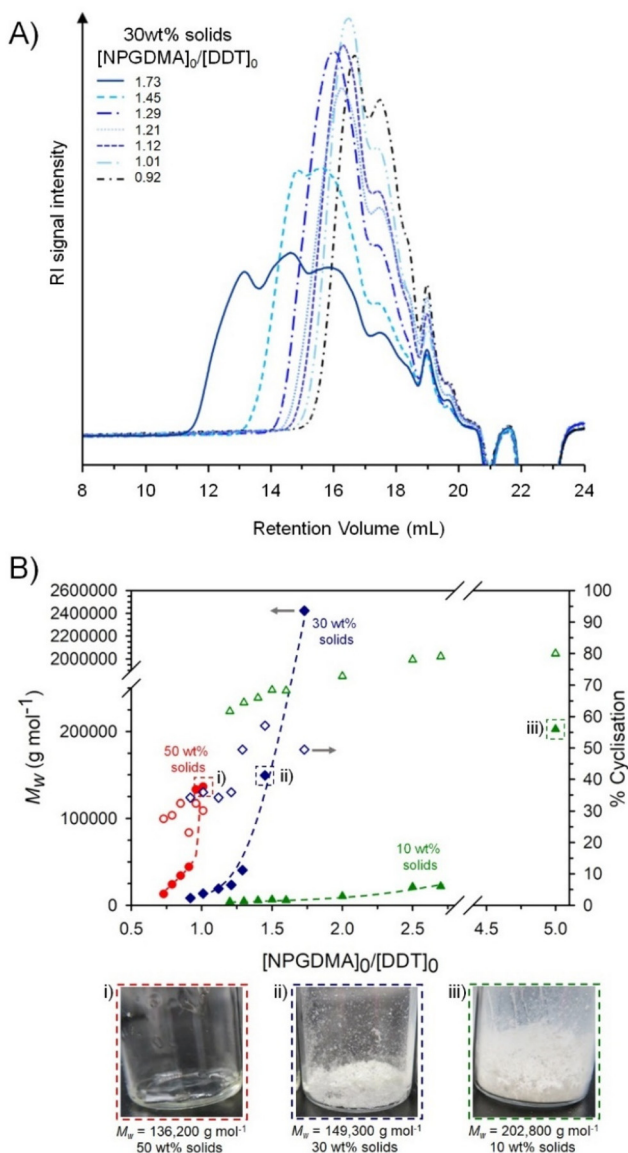 A)
30wt% solids
[NPGDMA]0/[DDT]0
1.73
1.45
1.29
1.21
1.12
1.01
0.92
RI signal intensity
8 10 12 14 16 18 20 22 24
Retention Volume (mL)
B)
2600000
2400000
2200000
2000000
200000
100000
0
Mw (g mol⁻¹)
100
90
80
70
60
50
40
30
20
10
0
% Cyclisation
30 wt%
solids
50 wt%
solids
i)
ii)
iii)
10 wt%
solids
0.5 1.0 1.5 2.0 2.5 4.5 5.0
[NPGDMA]0/[DDT]0
i) ii) iii)
Mw = 136,200 g mol⁻¹
50 wt% solids
Mw = 149,300 g mol⁻¹
30 wt% solids
Mw = 202,800 g mol⁻¹
10 wt% solids